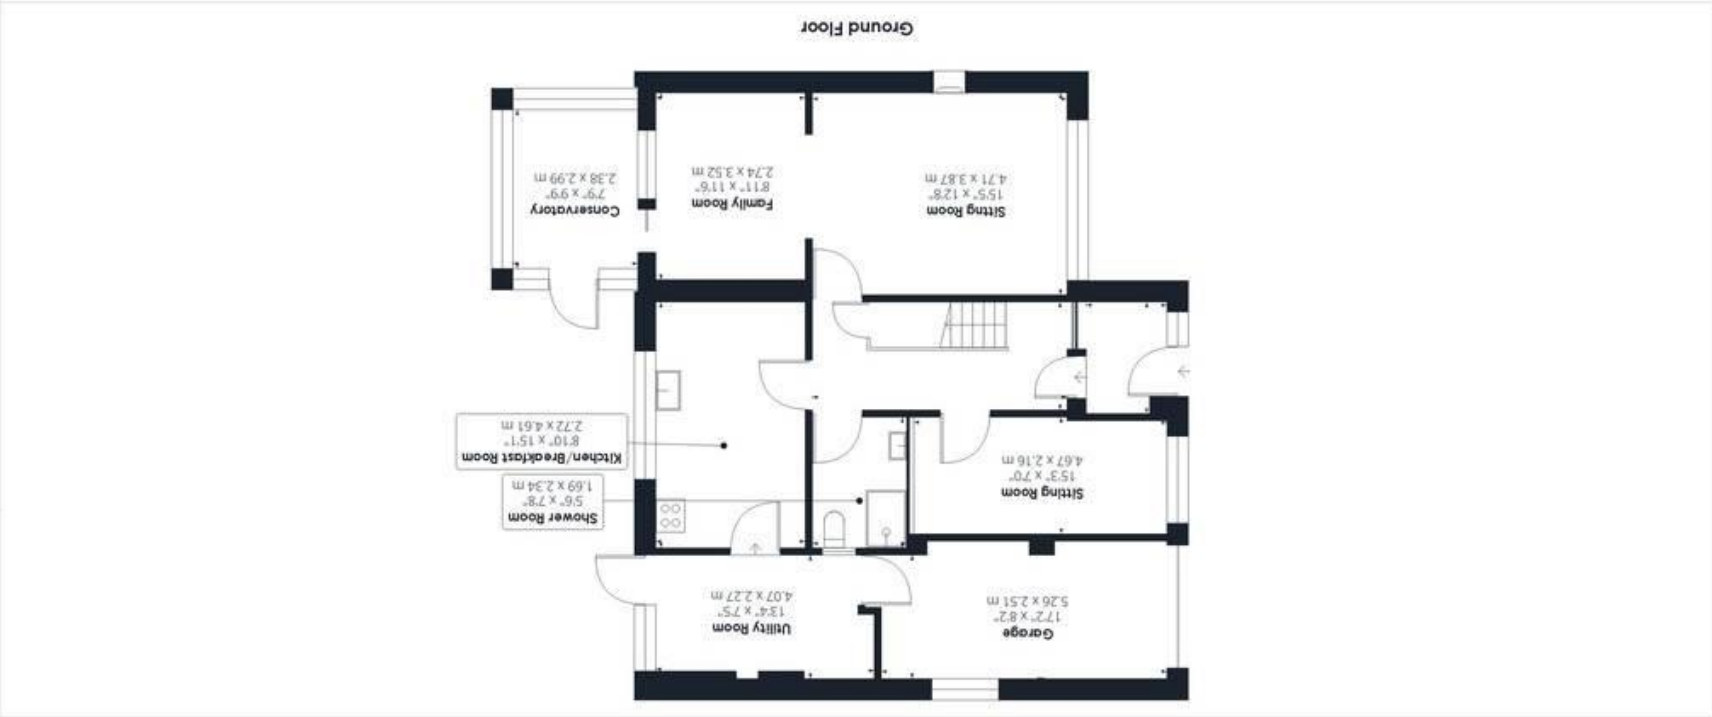 Garage
17'2" x 8'2"
5.26 x 2.51 m
Utility Room
13'4" x 7'5"
4.07 x 2.27 m
Sitting Room
15'3" x 7'0"
4.67 x 2.16 m
Shower Room
5'6" x 7'8"
1.69 x 2.34 m
Kitchen/Breakfast Room
8'10" x 15'1"
2.72 x 4.61 m
Sittng Room
15'5" x 12'8"
4.71 x 3.87 m
Family Room
8'11" x 11'6"
2.74 x 3.52 m
Conservatory
7'9" x 9'9"
2.38 x 2.99 m
Ground Floor